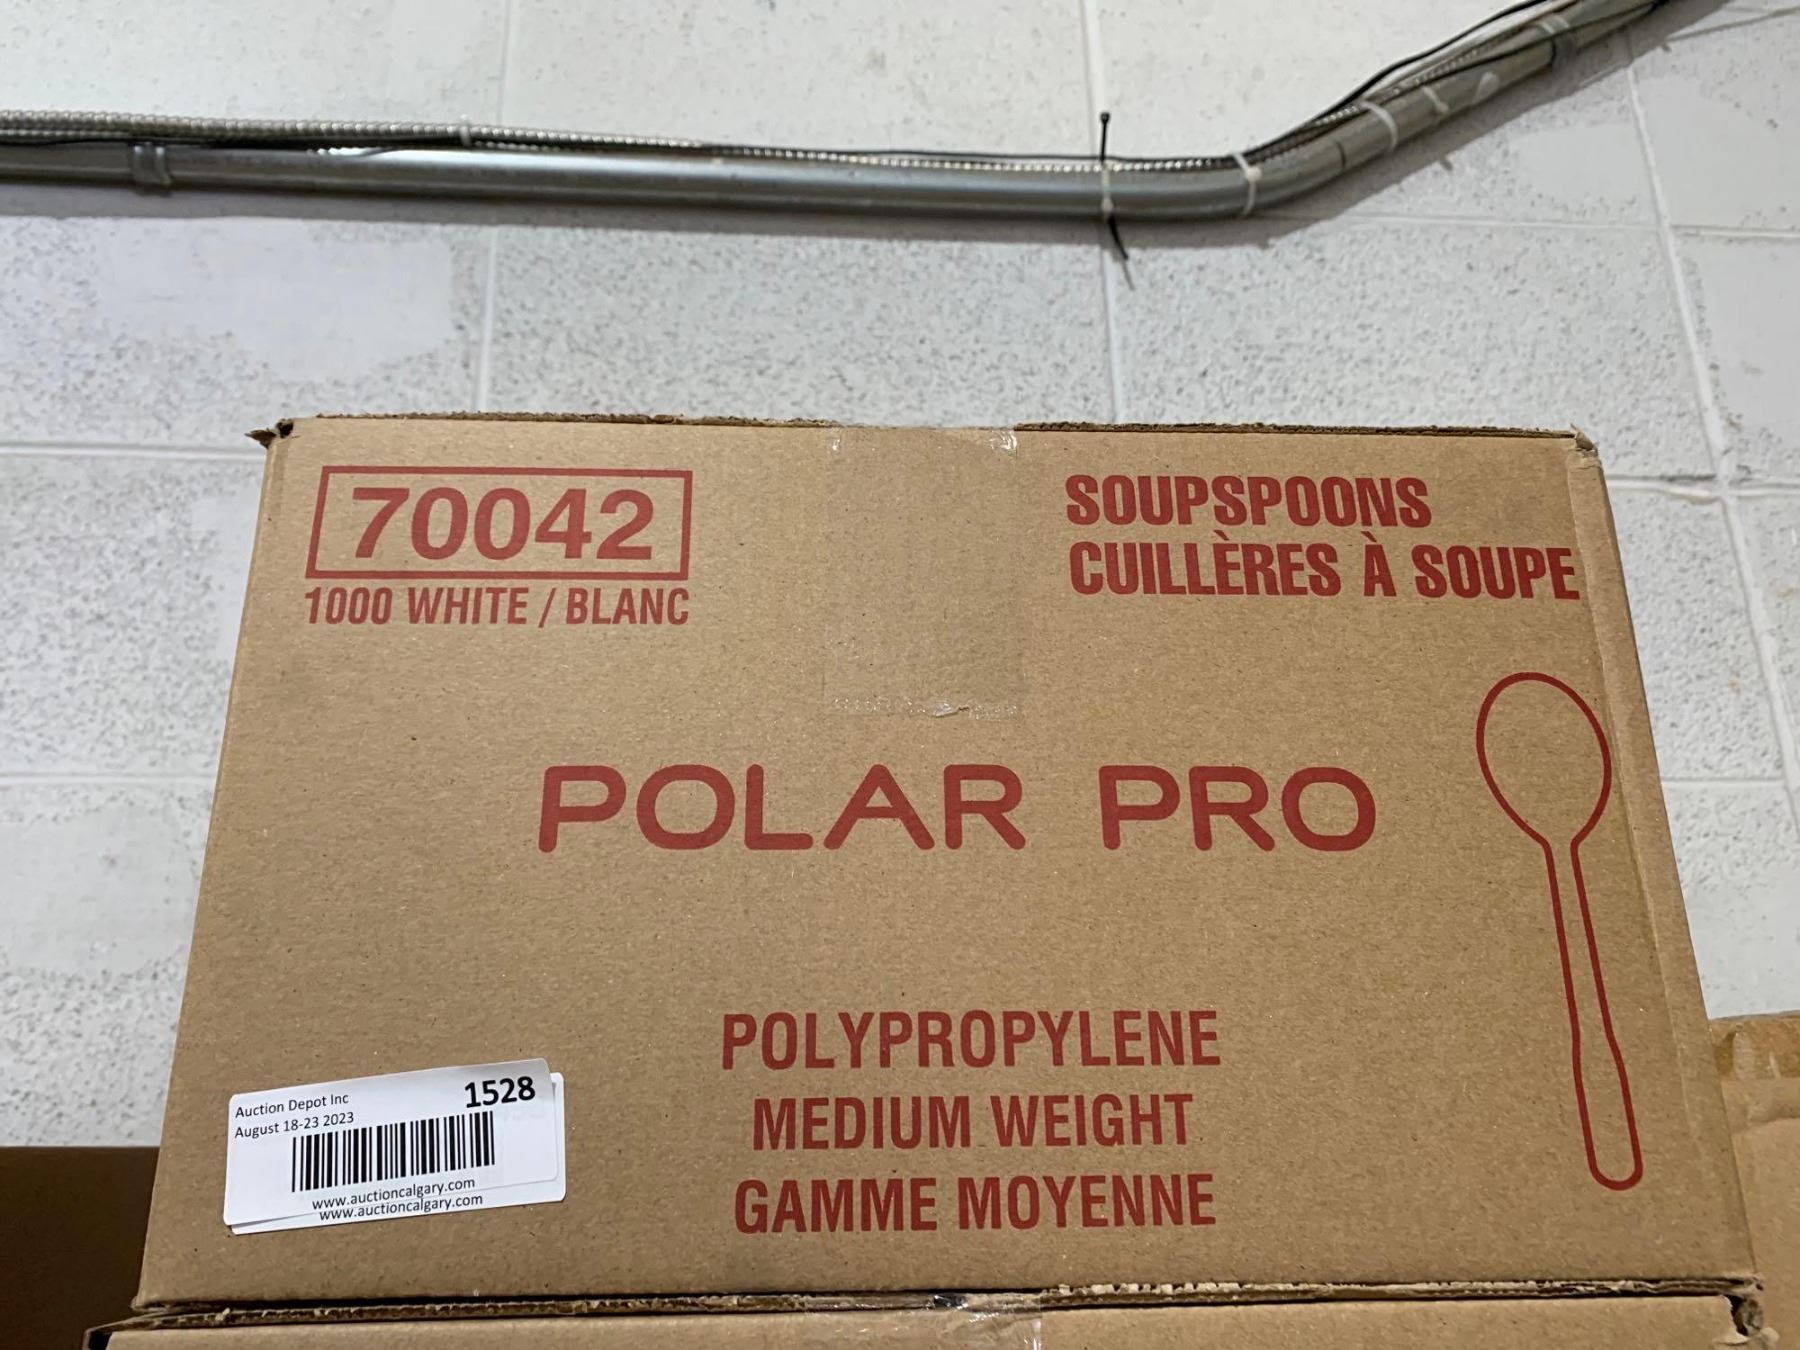 70042
1000 WHITE / BLANC
SOUPSPOONS
CUILLÈRES À SOUPE
POLAR PRO
POLYPROPYLENE
MEDIUM WEIGHT
GAMME MOYENNE
Auction Depot Inc 1528
August 18-23 2023
www.auctioncalgary.com
www.auctioncalgary.com